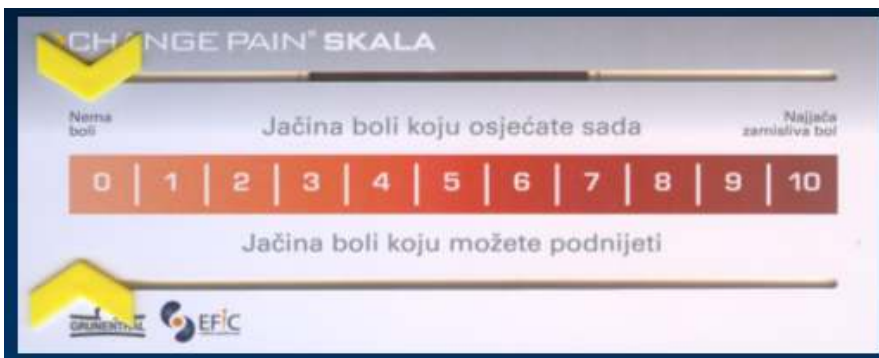 CHANGE PAIN® SKALA
Nema
boli
Jačina boli koju osjećate sada
Najjača
zamisliva bol
0 1 2 3 4 5 6 7 8 9 10
Jačina boli koju možete podnijeti
GRÜNENTHAL EFIC